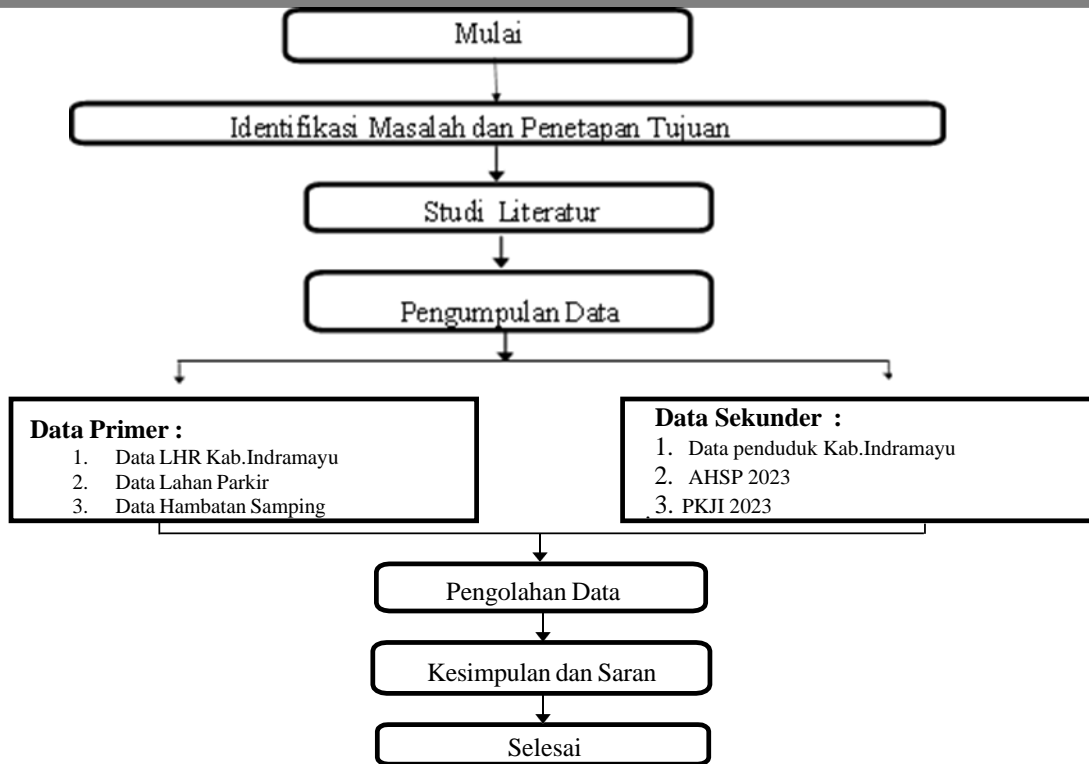 Mulai
Identifikasi Masalah dan Penetapan Tujuan
Studi Literatur
Pengumpulan Data
Data Primer :
1. Data LHR Kab.Indramayu
2. Data Lahan Parkir
3. Data Hambatan Samping
Data Sekunder :
1. Data penduduk Kab.Indramayu
2. AHSP 2023
3. PKJI 2023
Pengolahan Data
Kesimpulan dan Saran
Selesai